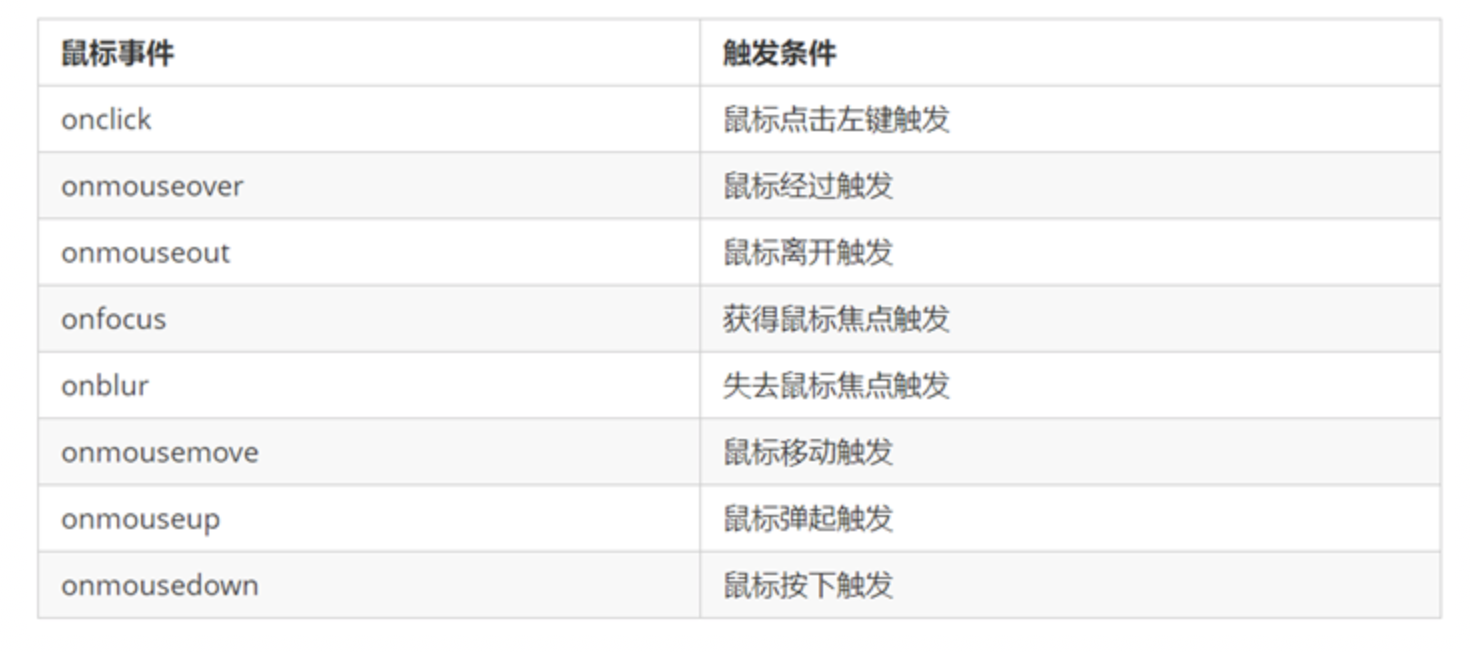 鼠标事件 触发条件
onclick 鼠标点击左键触发
onmouseover 鼠标经过触发
onmouseout 鼠标离开触发
onfocus 获得鼠标焦点触发
onblur 失去鼠标焦点触发
onmousemove 鼠标移动触发
onmouseup 鼠标弹起触发
onmousedown 鼠标按下触发